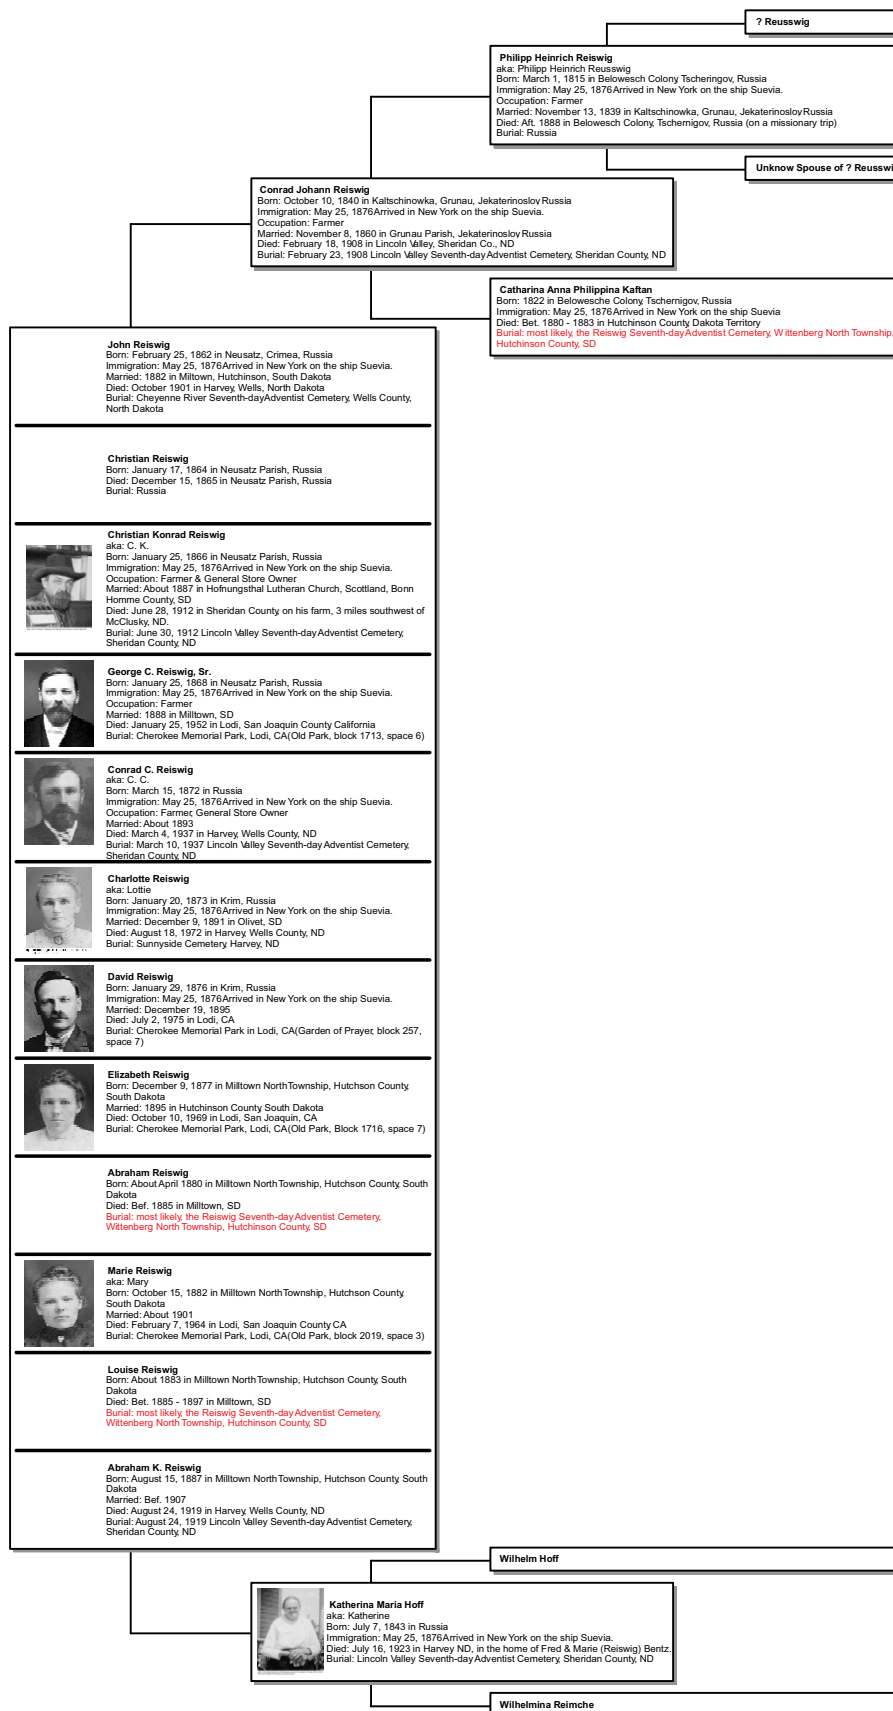 ? Reusswig
Philipp Heinrich Reiswig
aka: Philipp Heinrich Reusswig
Born: March 1, 1815 in Belowesch Colony, Tscheringov, Russia
Immigration: May 25, 1876 Arrived in New York on the ship Suevia.
Occupation: Farmer
Married: November 13, 1839 in Kaltschinowka, Grunau, Jekaterinoslov Russia
Died: Aft. 1888 in Belowesch Colony, Tschernigov, Russia (on a missionary trip)
Burial: Russia
Unknow Spouse of ? Reusswi
Conrad Johann Reiswig
Born: October 10, 1840 in Kaltschinowka, Grunau, Jekaterinoslov Russia
Immigration: May 25, 1876 Arrived in New York on the ship Suevia.
Occupation: Farmer
Married: November 8, 1860 in Grunau Parish, Jekaterinoslov Russia
Died: February 18, 1908 in Lincoln Valley, Sheridan Co., ND
Burial: February 23, 1908 Lincoln Valley Seventh-day Adventist Cemetery, Sheridan County, ND
Catharina Anna Philippina Kaftan
Born: 1822 in Belowesche Colony, Tschernigov, Russia
Immigration: May 25, 1876 Arrived in New York on the ship Suevia
Died: Bet. 1880 - 1883 in Hutchinson County, Dakota Territory
Burial: most likely, the Reiswig Seventh-day Adventist Cemetery, Wittenberg North Township,
Hutchinson County, SD
John Reiswig
Born: February 25, 1862 in Neusatz, Crimea, Russia
Immigration: May 25, 1876 Arrived in New York on the ship Suevia.
Married: 1882 in Miltown, Hutchinson, South Dakota
Died: October 1901 in Harvey, Wells, North Dakota
Burial: Cheyenne River Seventh-day Adventist Cemetery, Wells County,
North Dakota
Christian Reiswig
Born: January 17, 1864 in Neusatz Parish, Russia
Died: December 15, 1865 in Neusatz Parish, Russia
Burial: Russia
Christian Konrad Reiswig
aka: C. K.
Born: January 25, 1866 in Neusatz Parish, Russia
Immigration: May 25, 1876 Arrived in New York on the ship Suevia.
Occupation: Farmer & General Store Owner
Married: About 1887 in Hofnungsthal Lutheran Church, Scottland, Bonn
Homme County, SD
Died: June 28, 1912 in Sheridan County, on his farm, 3 miles southwest of
McClusky, ND.
Burial: June 30, 1912 Lincoln Valley Seventh-day Adventist Cemetery,
Sheridan County, ND
George C. Reiswig, Sr.
Born: January 25, 1868 in Neusatz Parish, Russia
Immigration: May 25, 1876 Arrived in New York on the ship Suevia.
Occupation: Farmer
Married: 1888 in Milltown, SD
Died: January 25, 1952 in Lodi, San Joaquin County California
Burial: Cherokee Memorial Park, Lodi, CA (Old Park, block 1713, space 6)
Conrad C. Reiswig
aka: C. C.
Born: March 15, 1872 in Russia
Immigration: May 25, 1876 Arrived in New York on the ship Suevia.
Occupation: Farmer, General Store Owner
Married: About 1893
Died: March 4, 1937 in Harvey, Wells County, ND
Burial: March 10, 1937 Lincoln Valley Seventh-day Adventist Cemetery,
Sheridan County, ND
Charlotte Reiswig
aka: Lottie
Born: January 20, 1873 in Krim, Russia
Immigration: May 25, 1876 Arrived in New York on the ship Suevia.
Married: December 9, 1891 in Olivet, SD
Died: August 18, 1972 in Harvey, Wells County, ND
Burial: Sunnyside Cemetery, Harvey, ND
David Reiswig
Born: January 29, 1876 in Krim, Russia
Immigration: May 25, 1876 Arrived in New York on the ship Suevia.
Married: December 19, 1895
Died: July 2, 1975 in Lodi, CA
Burial: Cherokee Memorial Park in Lodi, CA (Garden of Prayer, block 257,
space 7)
Elizabeth Reiswig
Born: December 9, 1877 in Milltown North Township, Hutchson County,
South Dakota
Married: 1895 in Hutchinson County, South Dakota
Died: October 10, 1969 in Lodi, San Joaquin, CA
Burial: Cherokee Memorial Park, Lodi, CA (Old Park, Block 1716, space 7)
Abraham Reiswig
Born: About April 1880 in Milltown North Township, Hutchson County, South
Dakota
Died: Bef. 1885 in Milltown, SD
Burial: most likely, the Reiswig Seventh-day Adventist Cemetery,
Wittenberg North Township, Hutchinson County, SD
Marie Reiswig
aka: Mary
Born: October 15, 1882 in Milltown North Township, Hutchson County,
South Dakota
Married: About 1901
Died: February 7, 1964 in Lodi, San Joaquin County CA
Burial: Cherokee Memorial Park, Lodi, CA (Old Park, block 2019, space 3)
Louise Reiswig
Born: About 1883 in Milltown North Township, Hutchson County, South
Dakota
Died: Bet. 1885 - 1897 in Milltown, SD
Burial: most likely, the Reiswig Seventh-day Adventist Cemetery,
Wittenberg North Township, Hutchinson County, SD
Abraham K. Reiswig
Born: August 15, 1887 in Milltown North Township, Hutchson County, South
Dakota
Married: Bef. 1907
Died: August 24, 1919 in Harvey, Wells County, ND
Burial: August 24, 1919 Lincoln Valley Seventh-day Adventist Cemetery,
Sheridan County, ND
Wilhelm Hoff
Katherina Maria Hoff
aka: Katherine
Born: July 7, 1843 in Russia
Immigration: May 25, 1876 Arrived in New York on the ship Suevia.
Died: July 16, 1923 in Harvey ND, in the home of Fred & Marie (Reiswig) Bentz.
Burial: Lincoln Valley Seventh-day Adventist Cemetery, Sheridan County, ND
Wilhelmina Reimche